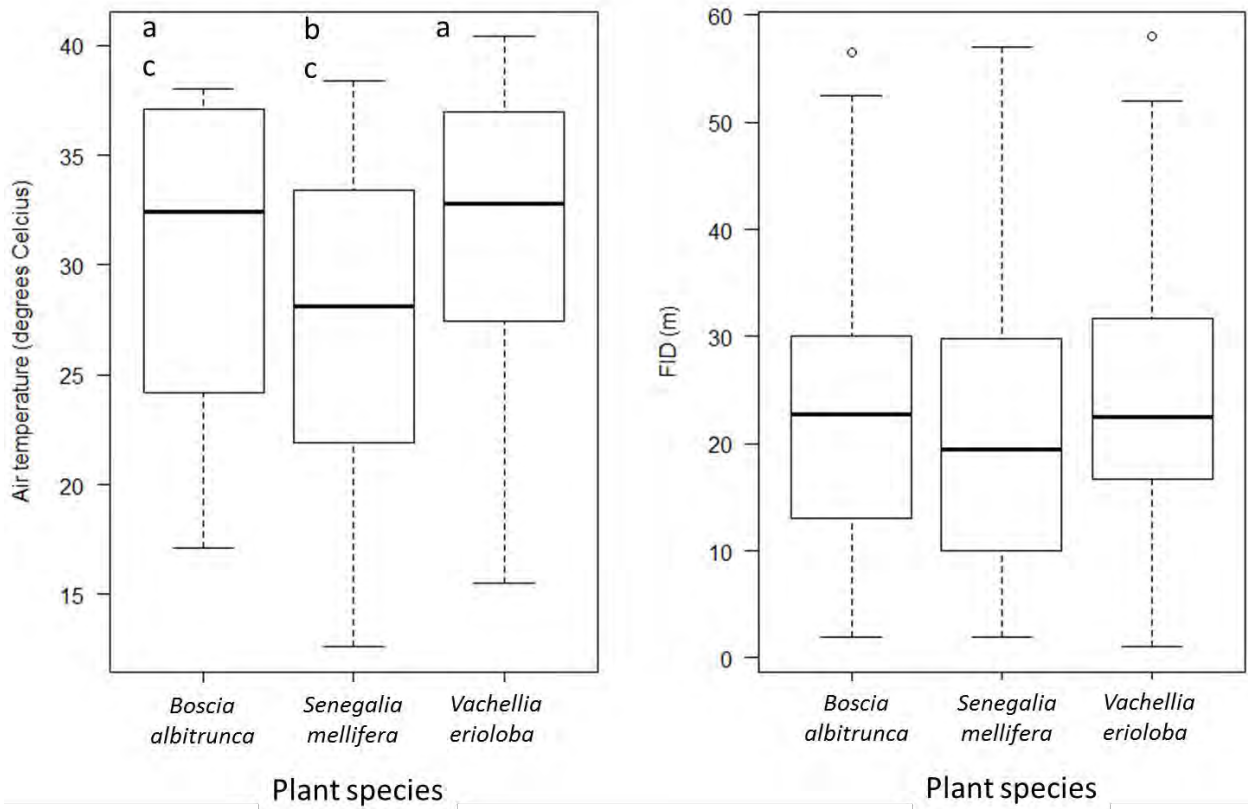 a
b
a
c
c
40
35
30
25
20
15
Air temperature (degrees Celcius)
Boscia
albitrunca
Senegalia
mellifera
Vachellia
erioloba
Plant species
60
50
40
30
20
10
0
FID (m)
Boscia
albitrunca
Senegalia
mellifera
Vachellia
erioloba
Plant species